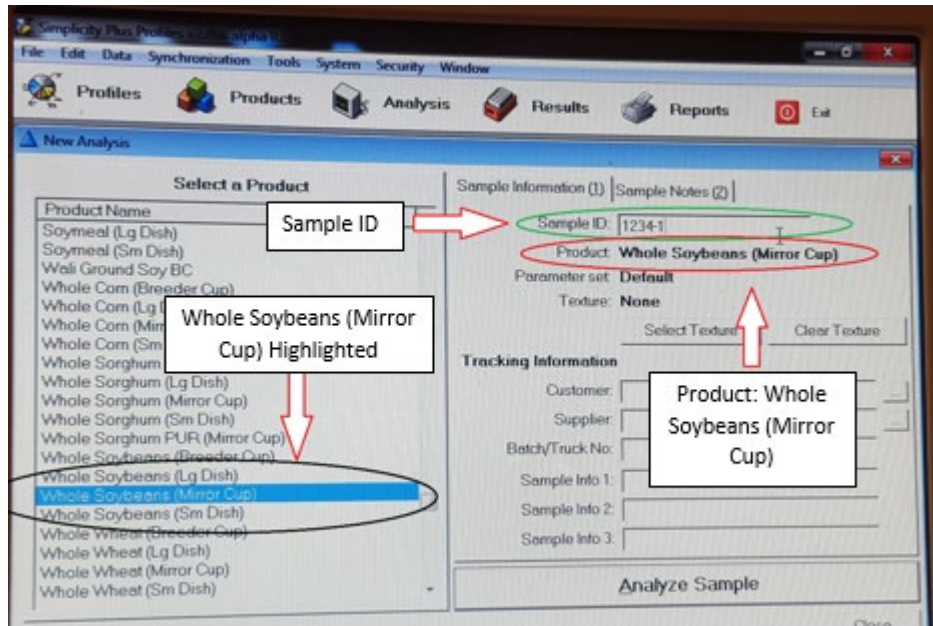 Simplicity Plus Profiles
File Edit Data Synchronization Tools System Security Window
Profiles Products Analysis Results Reports Exit
New Analysis
Select a Product
Product Name
Soymeal (Lg Dish)
Soymeal (Sm Dish)
Wali Ground Soy BC
Whole Corn (Breeder Cup)
Whole Corn (Lg
Whole Corn (Mirr
Whole Corn (Sm
Whole Sorghum
Whole Sorghum (Lg Dish)
Whole Sorghum (Mirror Cup)
Whole Sorghum (Sm Dish)
Whole Sorghum PUR (Mirror Cup)
Whole Soybeans (Breeder Cup)
Whole Soybeans (Lg Dish)
Whole Soybeans (Mirror Cup)
Whole Soybeans (Sm Dish)
Whole Wheat (Breeder Cup)
Whole Wheat (Lg Dish)
Whole Wheat (Mirror Cup)
Whole Wheat (Sm Dish)
Sample ID
Whole Soybeans (Mirror
Cup) Highlighted
Sample Information (1) Sample Notes (2)
Sample ID: 1234-1
Product: Whole Soybeans (Mirror Cup)
Parameter set: Default
Texture: None
Select Texture Clear Texture
Tracking Information
Customer:
Supplier:
Batch/Truck No:
Sample Info 1:
Sample Info 2:
Sample Info 3:
Product: Whole
Soybeans (Mirror
Cup)
Analyze Sample
Close